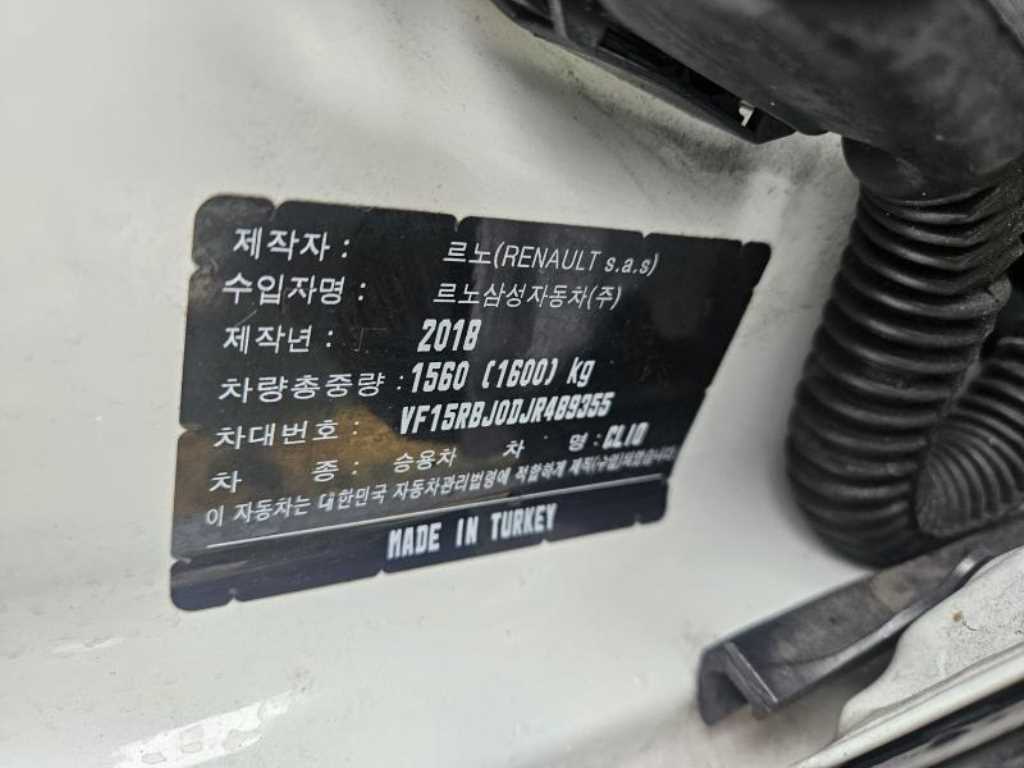 제작자 : 르노(RENAULT s.a.s)
수입자명 : 르노삼성자동차(주)
제작년 : 2018
차량총중량 : 1560 (1600) kg
차대번호 : VF15RBJ0DJR489355
차 종 : 승용차 차 명 : CLIO
이 자동차는 대한민국 자동차관리법령에 적합하게 제작(수입)되었습니다.
MADE IN TURKEY